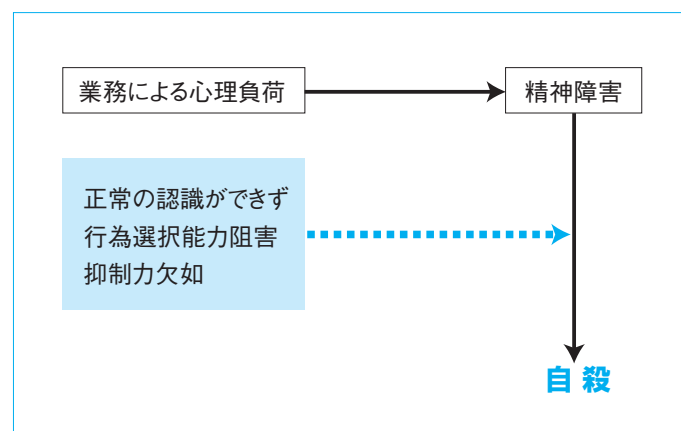 業務による心理負荷
精神障害
正常の認識ができず
行為選択能力阻害
抑制力欠如
自殺